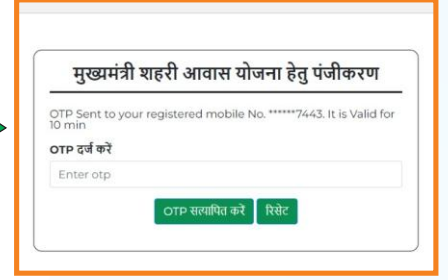 मुख्यमंत्री शहरी आवास योजना हेतु पंजीकरण
OTP Sent to your registered mobile No. ******7443. It is Valid for
10 min
OTP दर्ज करें
Enter otp
OTP सत्यापित करें रिसेट